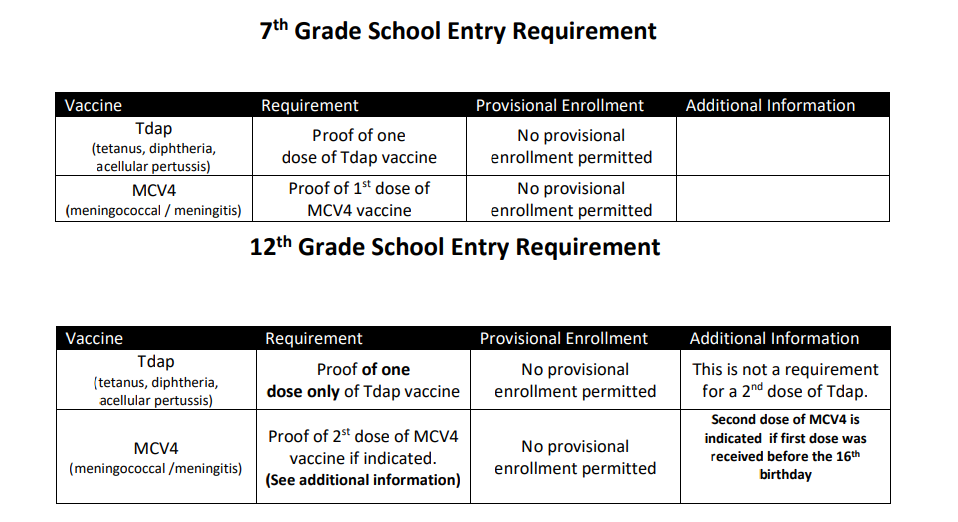 7th Grade School Entry Requirement
Vaccine Requirement Provisional Enrollment Additional Information
Tdap
(tetanus, diphtheria,
acellular pertussis)
Proof of one
dose of Tdap vaccine
No provisional
enrollment permitted
MCV4
(meningococcal / meningitis)
Proof of 1st dose of
MCV4 vaccine
No provisional
enrollment permitted
12th Grade School Entry Requirement
Vaccine Requirement Provisional Enrollment Additional Information
Tdap
(tetanus, diphtheria,
acellular pertussis)
Proof of one
dose only of Tdap vaccine
No provisional
enrollment permitted
This is not a requirement
for a 2nd dose of Tdap.
MCV4
(meningococcal /meningitis)
Proof of 2st dose of MCV4
vaccine if indicated.
(See additional information)
No provisional
enrollment permitted
Second dose of MCV4 is
indicated if first dose was
received before the 16th
birthday